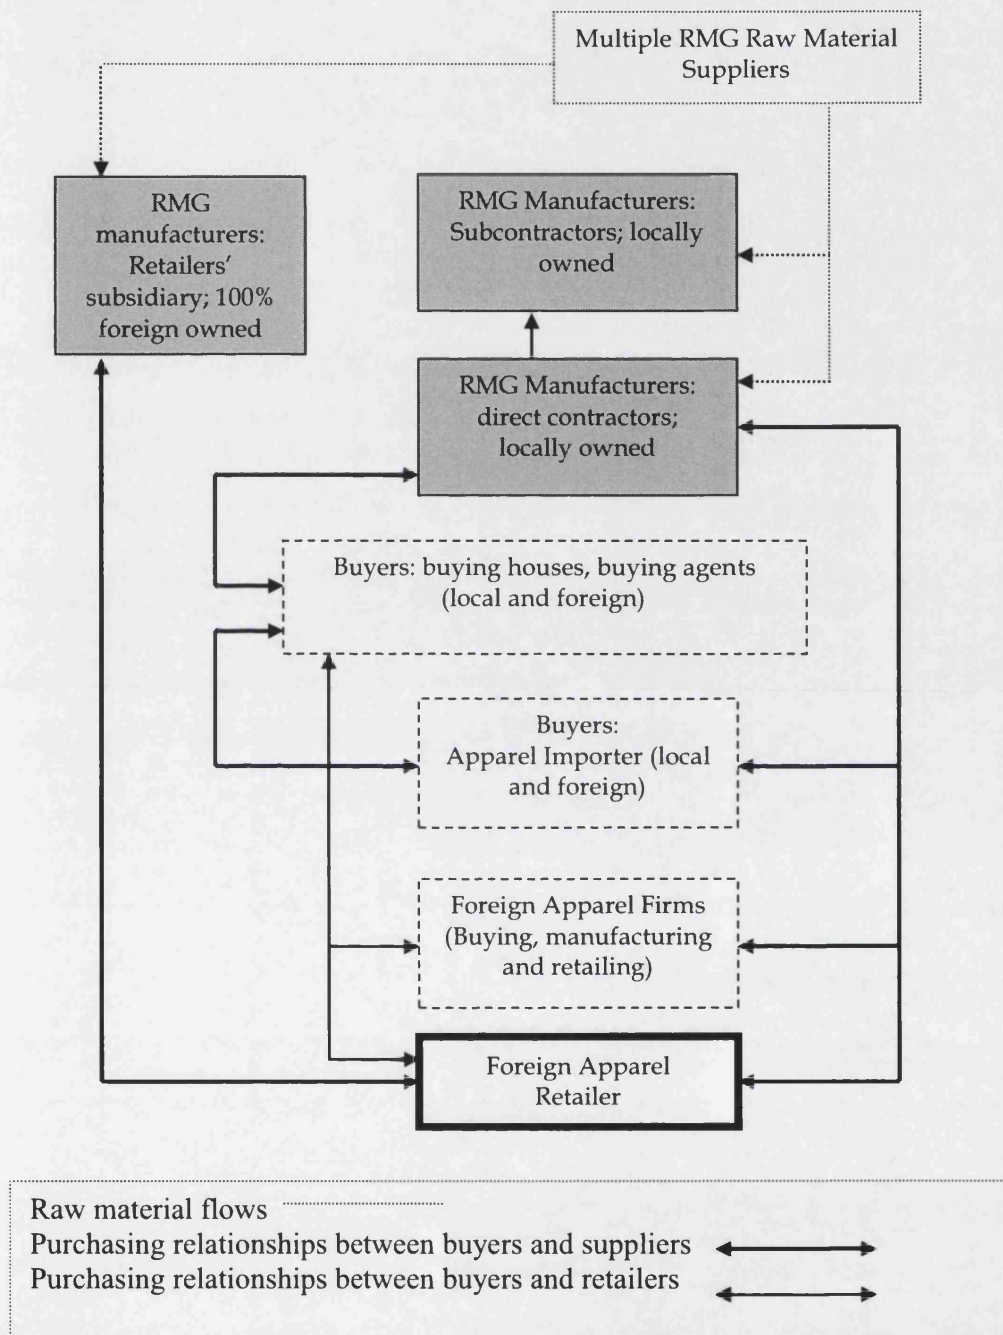 Multiple RMG Raw Material
Suppliers
RMG
manufacturers:
Retailers'
subsidiary; 100%
foreign owned
RMG Manufacturers:
Subcontractors; locally
owned
RMG Manufacturers:
direct contractors;
locally owned
Buyers: buying houses, buying agents
(local and foreign)
Buyers:
Apparel Importer (local
and foreign)
Foreign Apparel Firms
(Buying, manufacturing
and retailing)
Foreign Apparel
Retailer
Raw material flows
Purchasing relationships between buyers and suppliers
Purchasing relationships between buyers and retailers